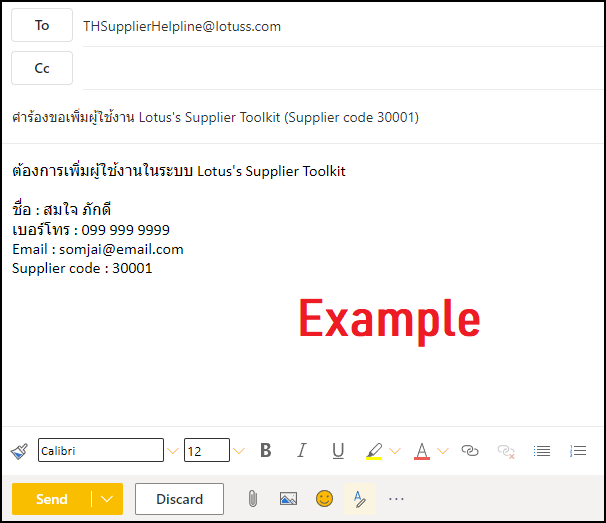 To
THSupplierHelpline@lotuss.com
Cc
คำร้องขอเพิ่มผู้ใช้งาน Lotus's Supplier Toolkit (Supplier code 30001)
ต้องการเพิ่มผู้ใช้งานในระบบ Lotus's Supplier Toolkit
ชื่อ : สมใจ ภักดี
เบอร์โทร : 099 999 9999
Email : somjai@email.com
Supplier code : 30001
Example
Calibri 12 B I U A
Send Discard